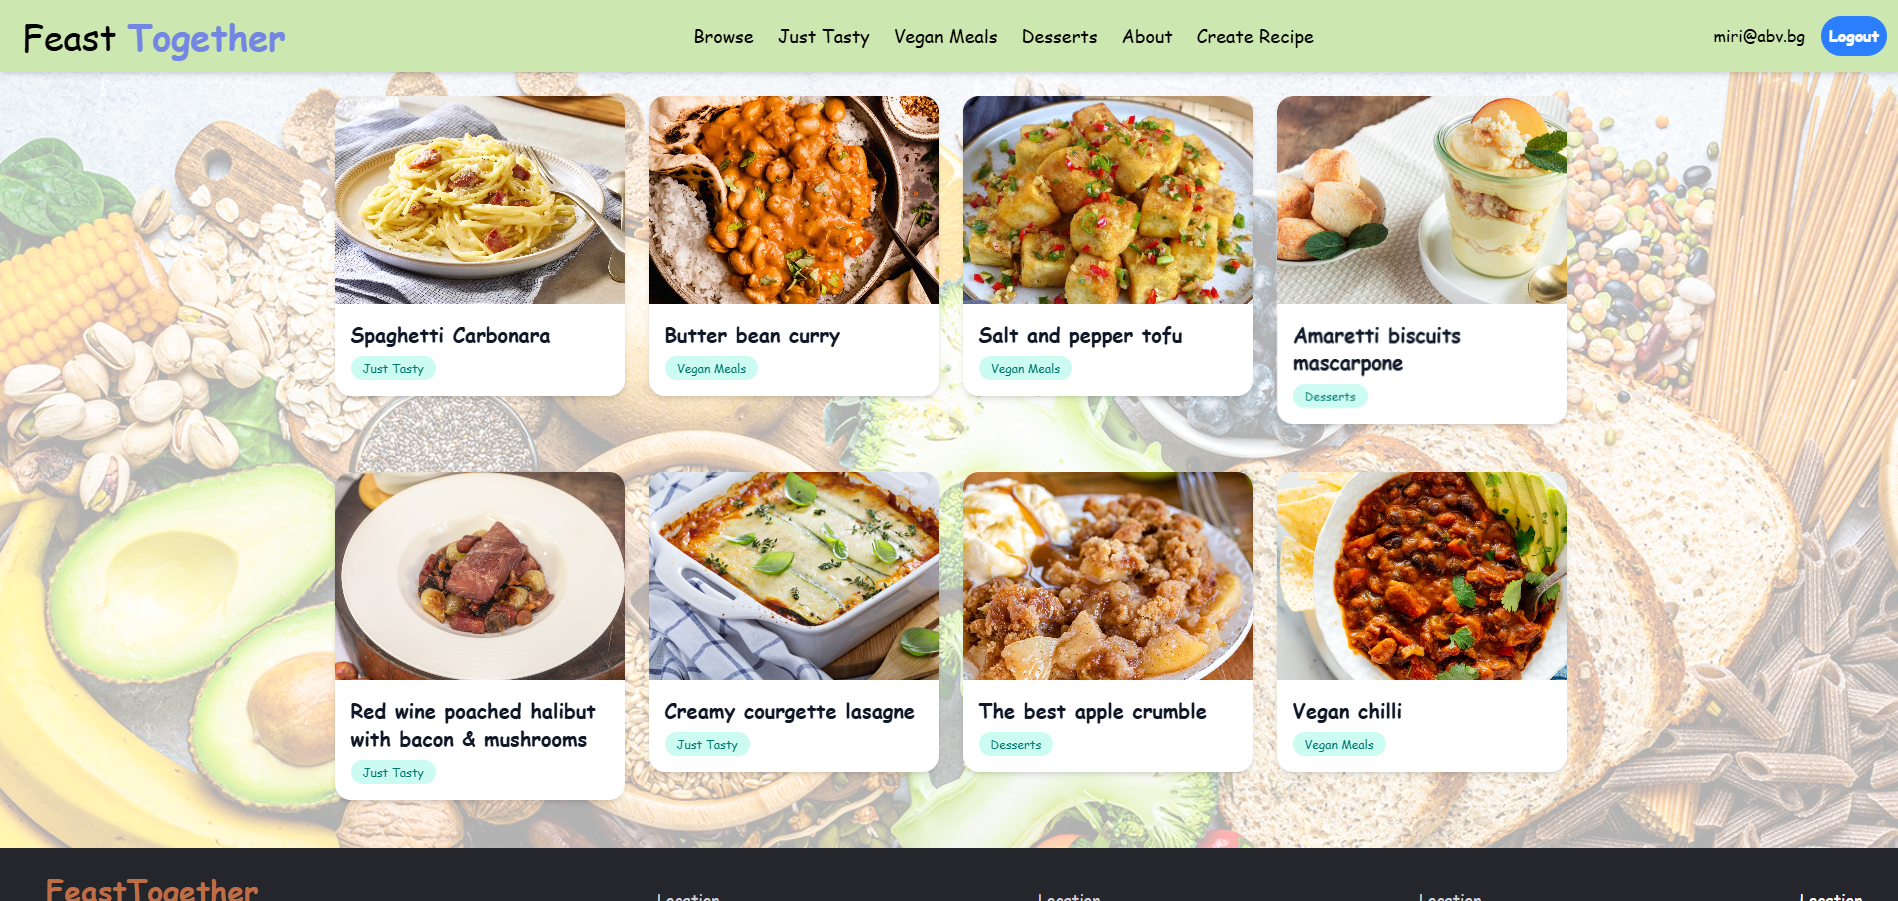 Feast Together
Browse
Just Tasty
Vegan Meals
Desserts
About
Create Recipe
miri@abv.bg
Logout
Spaghetti Carbonara
Just Tasty
Butter bean curry
Vegan Meals
Salt and pepper tofu
Vegan Meals
Amaretti biscuits
mascarpone
Desserts
Red wine poached halibut
with bacon & mushrooms
Just Tasty
Creamy courgette lasagne
Just Tasty
The best apple crumble
Desserts
Vegan chilli
Vegan Meals
FeastTogether
Location
Location
Location
Location